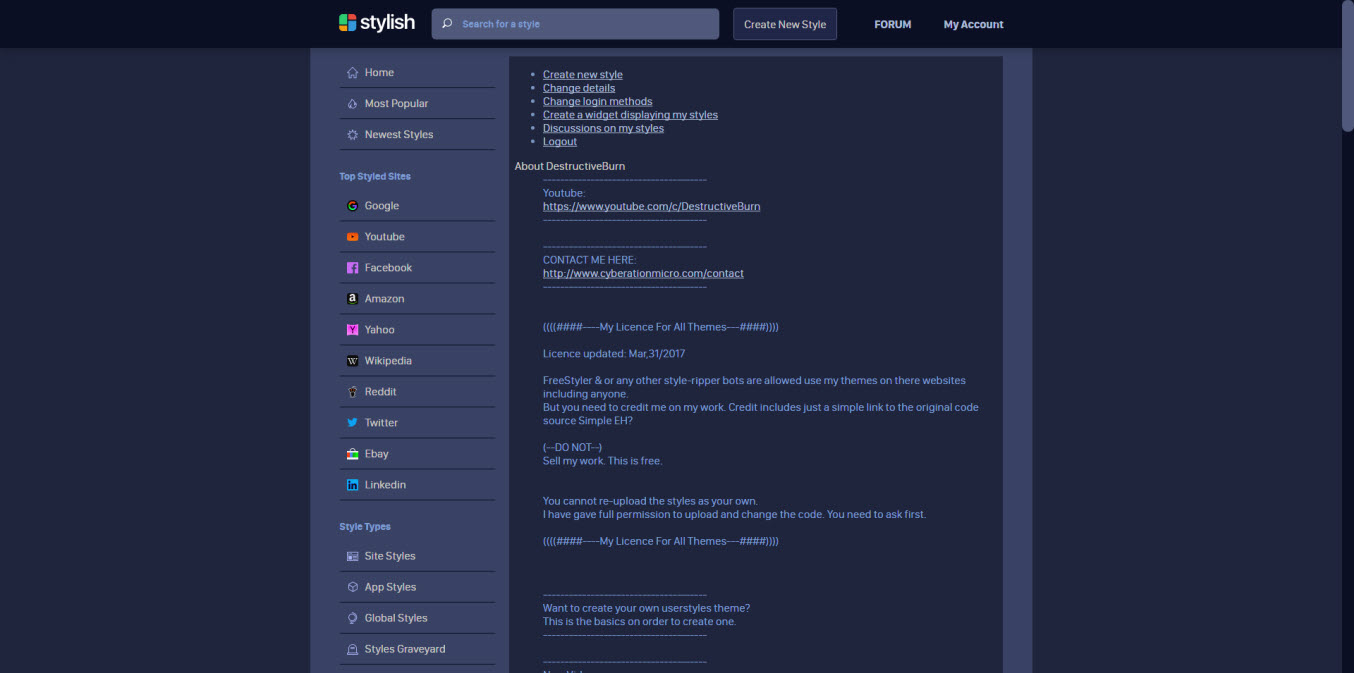 stylish
Search for a style
Create New Style
FORUM
My Account
Home
Most Popular
Newest Styles
Top Styled Sites
Google
Youtube
Facebook
Amazon
Yahoo
Wikipedia
Reddit
Twitter
Ebay
Linkedin
Style Types
Site Styles
App Styles
Global Styles
Styles Graveyard
Create new style
Change details
Change login methods
Create a widget displaying my styles
Discussions on my styles
Logout
About DestructiveBurn
---------------------------------------
Youtube:
https://www.youtube.com/c/DestructiveBurn
---------------------------------------
---------------------------------------
CONTACT ME HERE:
http://www.cyberationmicro.com/contact
---------------------------------------
((((####----My Licence For All Themes---####))))
Licence updated: Mar,31/2017
FreeStyler & or any other style-ripper bots are allowed use my themes on there websites
including anyone.
But you need to credit me on my work. Credit includes just a simple link to the original code
source Simple EH?
(--DO NOT--)
Sell my work. This is free.
You cannot re-upload the styles as your own.
I have gave full permission to upload and change the code. You need to ask first.
((((####----My Licence For All Themes---####))))
---------------------------------------
Want to create your own userstyles theme?
This is the basics on order to create one.
---------------------------------------
---------------------------------------